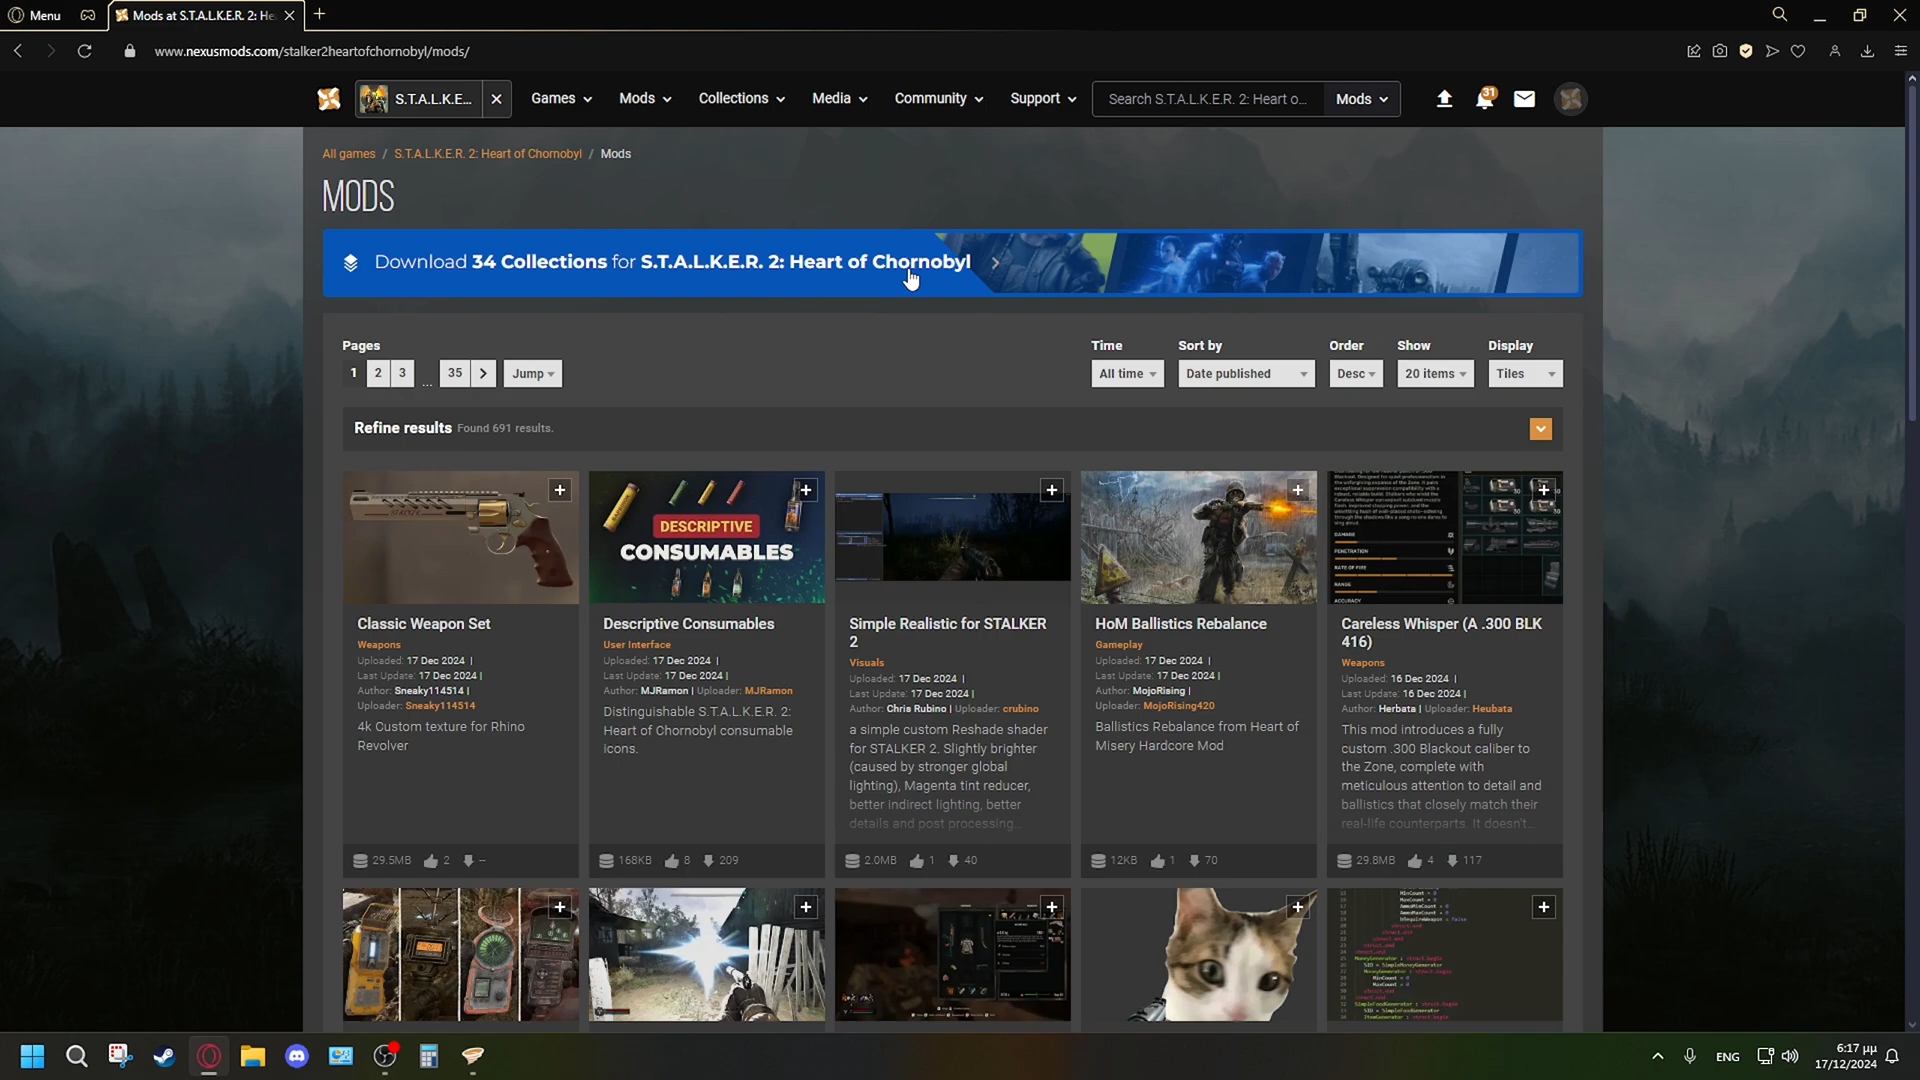 Menu
Mods at S.T.A.L.K.E.R. 2: He
www.nexusmods.com/stalker2heartofchornobyl/mods/
S.T.A.L.K.E...
Games
Mods
Collections
Media
Community
Support
Search S.T.A.L.K.E.R. 2: Heart o...
Mods
31
All games / S.T.A.L.K.E.R. 2: Heart of Chornobyl / Mods
MODS
Download 34 Collections for S.T.A.L.K.E.R. 2: Heart of Chornobyl
Pages
Time
Sort by
Order
Show
Display
1 2 3 ... 35 > Jump
All time
Date published
Desc
20 items
Tiles
Refine results Found 691 results.
DESCRIPTIVE
CONSUMABLES
DAMAGE
PENETRATION
RATE OF FIRE
RANGE
ACCURACY
Classic Weapon Set
Weapons
Uploaded: 17 Dec 2024 |
Last Update: 17 Dec 2024 |
Author: Sneaky114514 |
Uploader: Sneaky114514
4k Custom texture for Rhino
Revolver
29.5MB 2 --
Descriptive Consumables
User Interface
Uploaded: 17 Dec 2024 |
Last Update: 17 Dec 2024 |
Author: MJRamon | Uploader: MJRamon
Distinguishable S.T.A.L.K.E.R. 2:
Heart of Chornobyl consumable
icons.
168KB 8 209
Simple Realistic for STALKER
2
Visuals
Uploaded: 17 Dec 2024 |
Last Update: 17 Dec 2024 |
Author: Chris Rubino | Uploader: crubino
a simple custom Reshade shader
for STALKER 2. Slightly brighter
(caused by stronger global
lighting), Magenta tint reducer,
better indirect lighting, better
details and post processing...
2.0MB 1 40
HoM Ballistics Rebalance
Gameplay
Uploaded: 17 Dec 2024 |
Last Update: 17 Dec 2024 |
Author: MojoRising |
Uploader: MojoRising420
Ballistics Rebalance from Heart of
Misery Hardcore Mod
12KB 1 70
Careless Whisper (A .300 BLK
416)
Weapons
Uploaded: 16 Dec 2024 |
Last Update: 16 Dec 2024 |
Author: Herbata | Uploader: Heubata
This mod introduces a fully
custom .300 Blackout caliber to
the Zone, complete with
meticulous attention to detail and
ballistics that closely match their
real-life counterparts. It doesn't...
29.8MB 4 117
ENG
6:17 μμ
17/12/2024